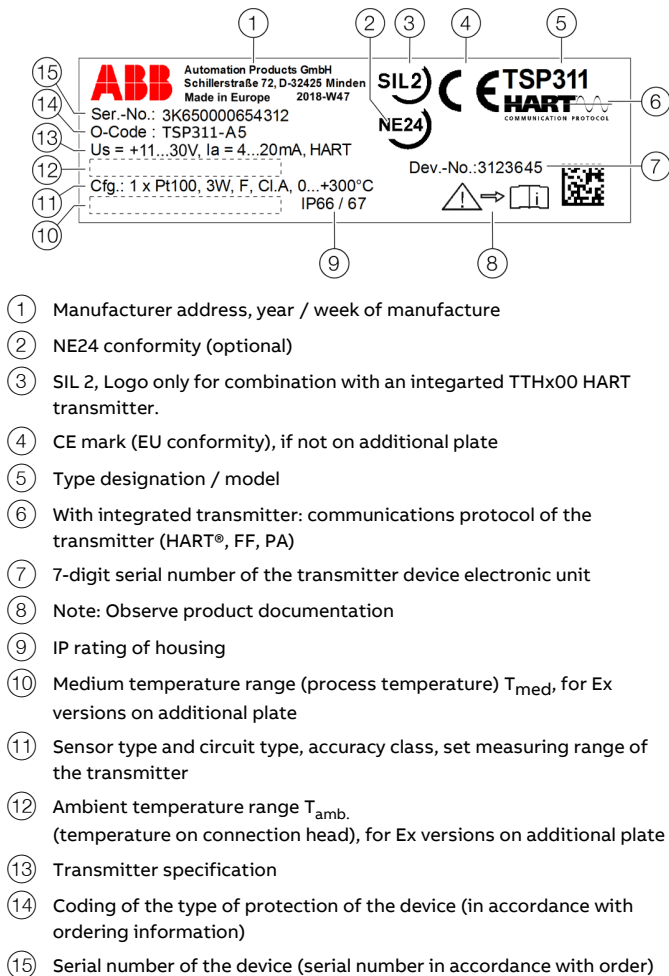 1 2 3 4 5
15 14 13 12 11 10
ABB
Automation Products GmbH
Schillerstraße 72, D-32425 Minden
Made in Europe 2018-W47
SIL2
NE24
CE
TSP311
HART
COMMUNICATION PROTOCOL
6
Ser.-No.: 3K650000654312
O-Code : TSP311-A5
Us = +11...30V, Ia = 4...20mA, HART
Dev.-No.:3123645
7
Cfg.: 1 x Pt100, 3W, F, Cl.A, 0...+300°C
IP66 / 67
i
9 8
1 Manufacturer address, year / week of manufacture
2 NE24 conformity (optional)
3 SIL 2, Logo only for combination with an integarted TTHx00 HART
transmitter.
4 CE mark (EU conformity), if not on additional plate
5 Type designation / model
6 With integrated transmitter: communications protocol of the
transmitter (HART®, FF, PA)
7 7-digit serial number of the transmitter device electronic unit
8 Note: Observe product documentation
9 IP rating of housing
10 Medium temperature range (process temperature) Tmed, for Ex
versions on additional plate
11 Sensor type and circuit type, accuracy class, set measuring range of
the transmitter
12 Ambient temperature range Tamb.
(temperature on connection head), for Ex versions on additional plate
13 Transmitter specification
14 Coding of the type of protection of the device (in accordance with
ordering information)
15 Serial number of the device (serial number in accordance with order)